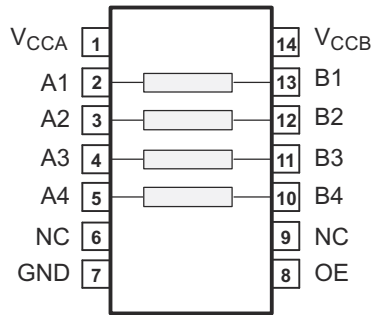 VCCA 1 14 VCCB
A1 2 13 B1
A2 3 12 B2
A3 4 11 B3
A4 5 10 B4
NC 6 9 NC
GND 7 8 OE